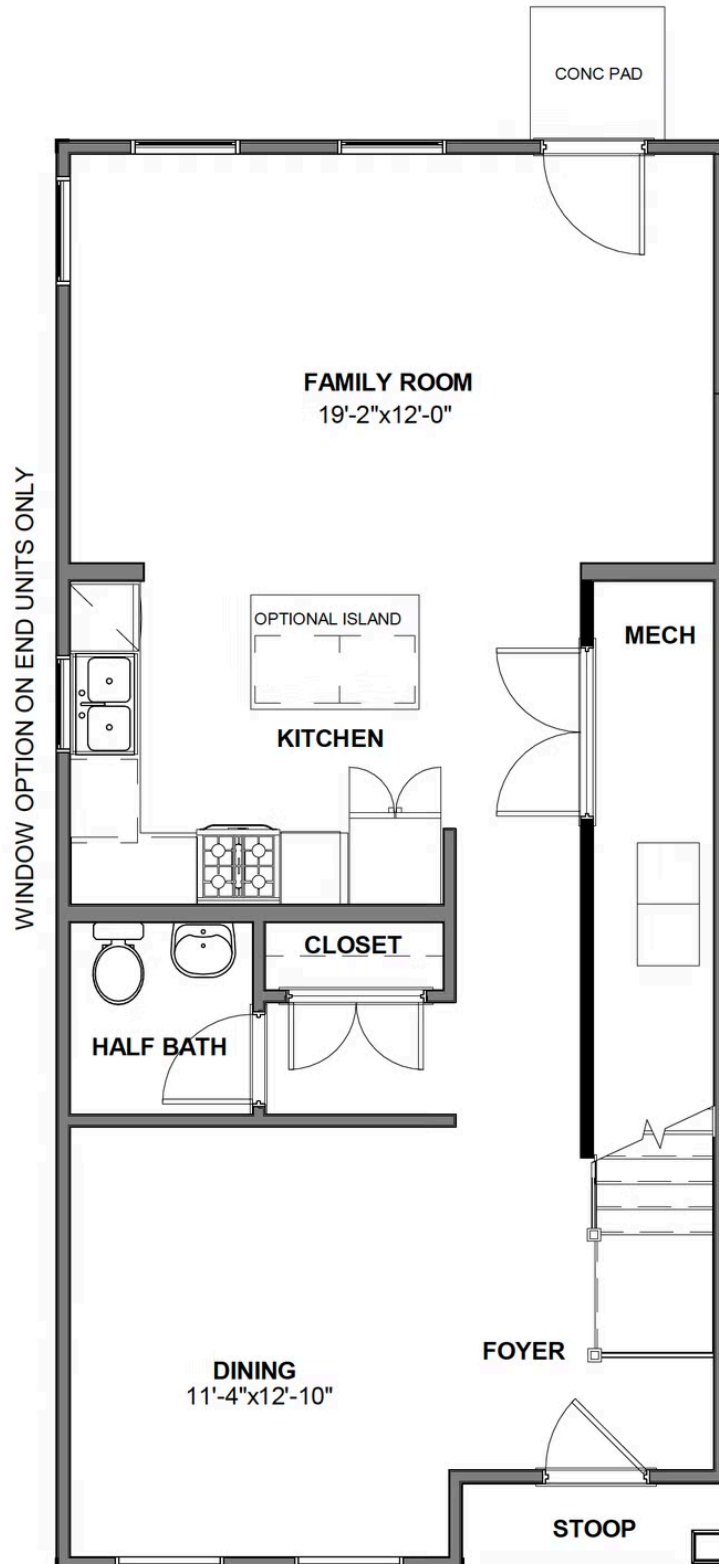 CONC PAD
FAMILY ROOM
19'-2"x12'-0"
WINDOW OPTION ON END UNITS ONLY
OPTIONAL ISLAND
MECH
KITCHEN
CLOSET
HALF BATH
FOYER
DINING
11'-4"x12'-10"
STOOP